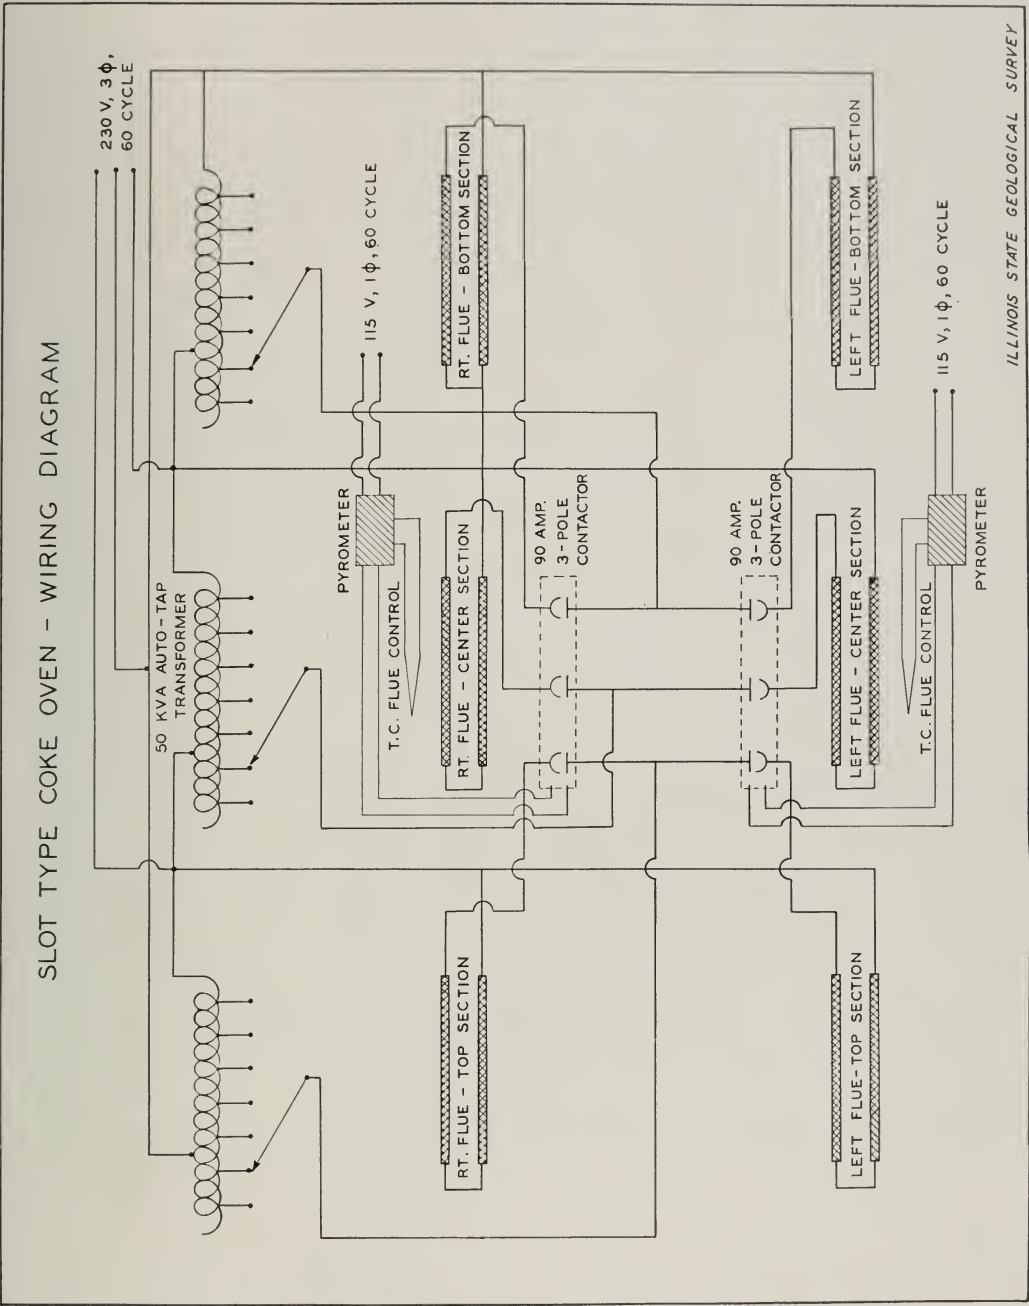 SLOT TYPE COKE OVEN - WIRING DIAGRAM
230 V, 3φ,
60 CYCLE
50 KVA AUTO-TAP
TRANSFORMER
115 V, 1φ, 60 CYCLE
PYROMETER
T.C. FLUE CONTROL
RT. FLUE - TOP SECTION
RT. FLUE - CENTER SECTION
RT. FLUE - BOTTOM SECTION
90 AMP.
3-POLE
CONTACTOR
90 AMP.
3-POLE
CONTACTOR
LEFT FLUE-TOP SECTION
LEFT FLUE - CENTER SECTION
LEFT FLUE - BOTTOM SECTION
T.C. FLUE CONTROL
115 V, 1φ, 60 CYCLE
PYROMETER
ILLINOIS STATE GEOLOGICAL SURVEY